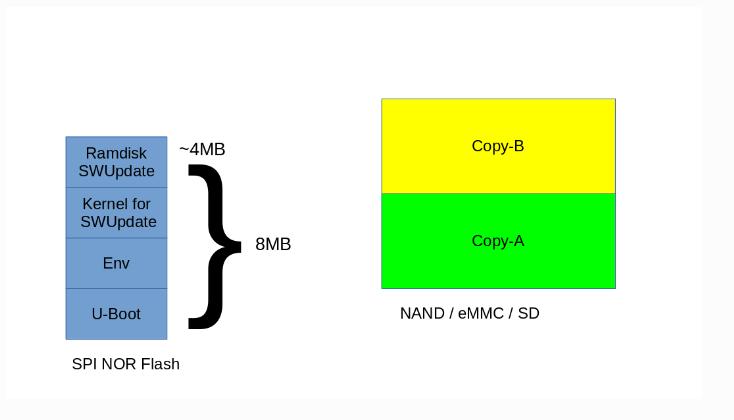 Ramdisk
SWUpdate
~4MB
Kernel for
SWUpdate
Env
8MB
U-Boot
SPI NOR Flash
Copy-B
Copy-A
NAND / eMMC / SD